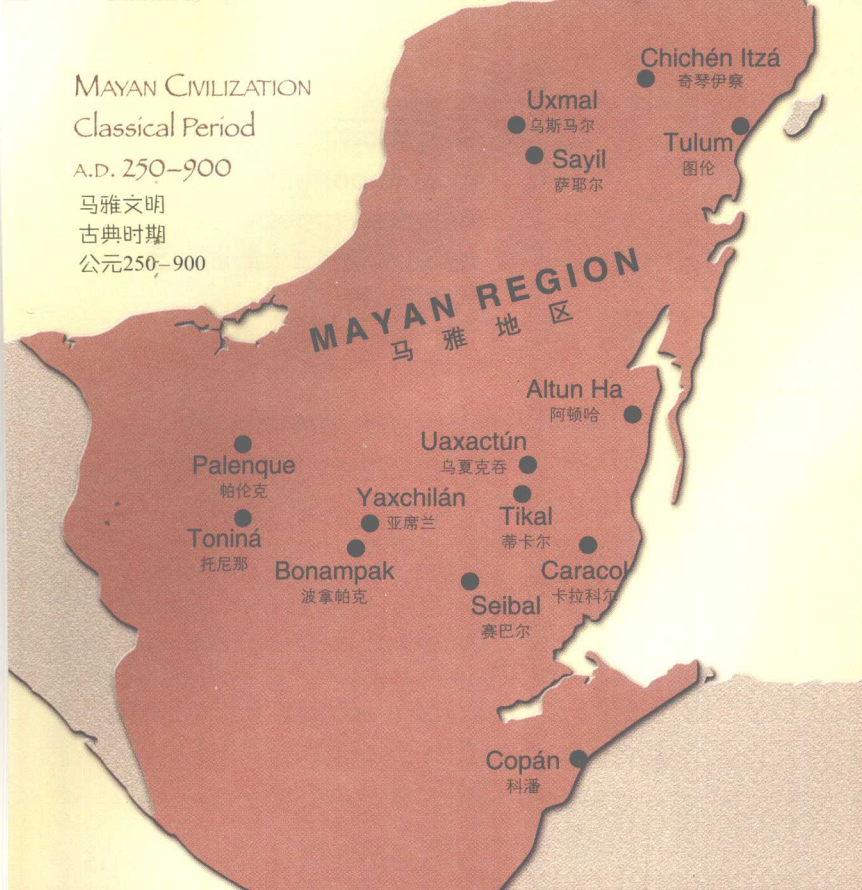 MAYAN CIVILIZATION
Classical Period
A.D. 250–900
马雅文明
古典时期
公元250–900
Chichén Itzá
奇琴伊察
Uxmal
乌斯马尔
Tulum
图伦
Sayil
萨耶尔
MAYAN REGION
马雅地区
Altun Ha
阿顿哈
Uaxactún
乌夏克吞
Palenque
帕伦克
Yaxchilán
亚席兰
Tikal
蒂卡尔
Toniná
托尼那
Bonampak
波拿帕克
Caracol
卡拉科尔
Seibal
赛巴尔
Copán
科潘